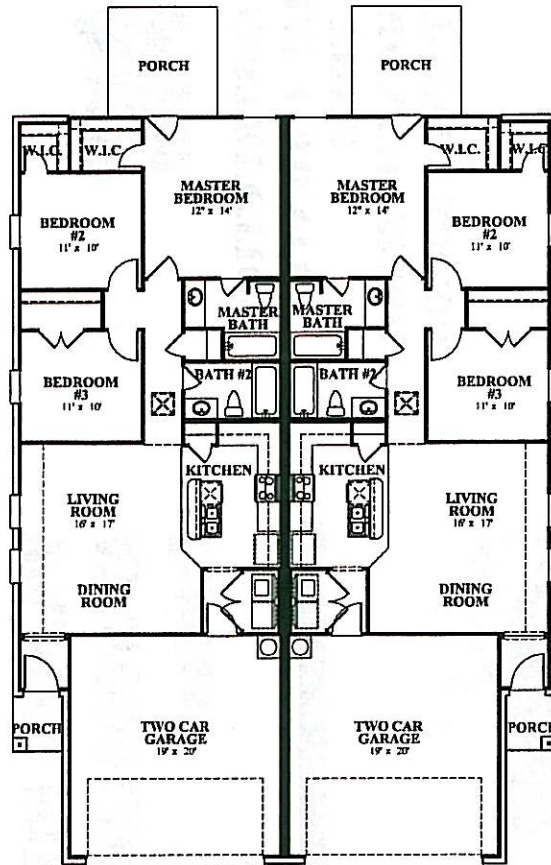 PORCH
PORCH
W.I.C.
W.I.C.
W.I.C.
W.I.C.
MASTER
BEDROOM
12" x 14'
MASTER
BEDROOM
12" x 14'
BEDROOM
#2
11' x 10'
BEDROOM
#2
11' x 10'
MASTER
BATH
MASTER
BATH
BEDROOM
#3
11' x 10'
BATH #2
BATH #2
BEDROOM
#3
11' x 10'
KITCHEN
KITCHEN
LIVING
ROOM
16' x 17'
LIVING
ROOM
16' x 17'
DINING
ROOM
DINING
ROOM
PORCH
TWO CAR
GARAGE
19' x 20'
TWO CAR
GARAGE
19' x 20'
PORCH